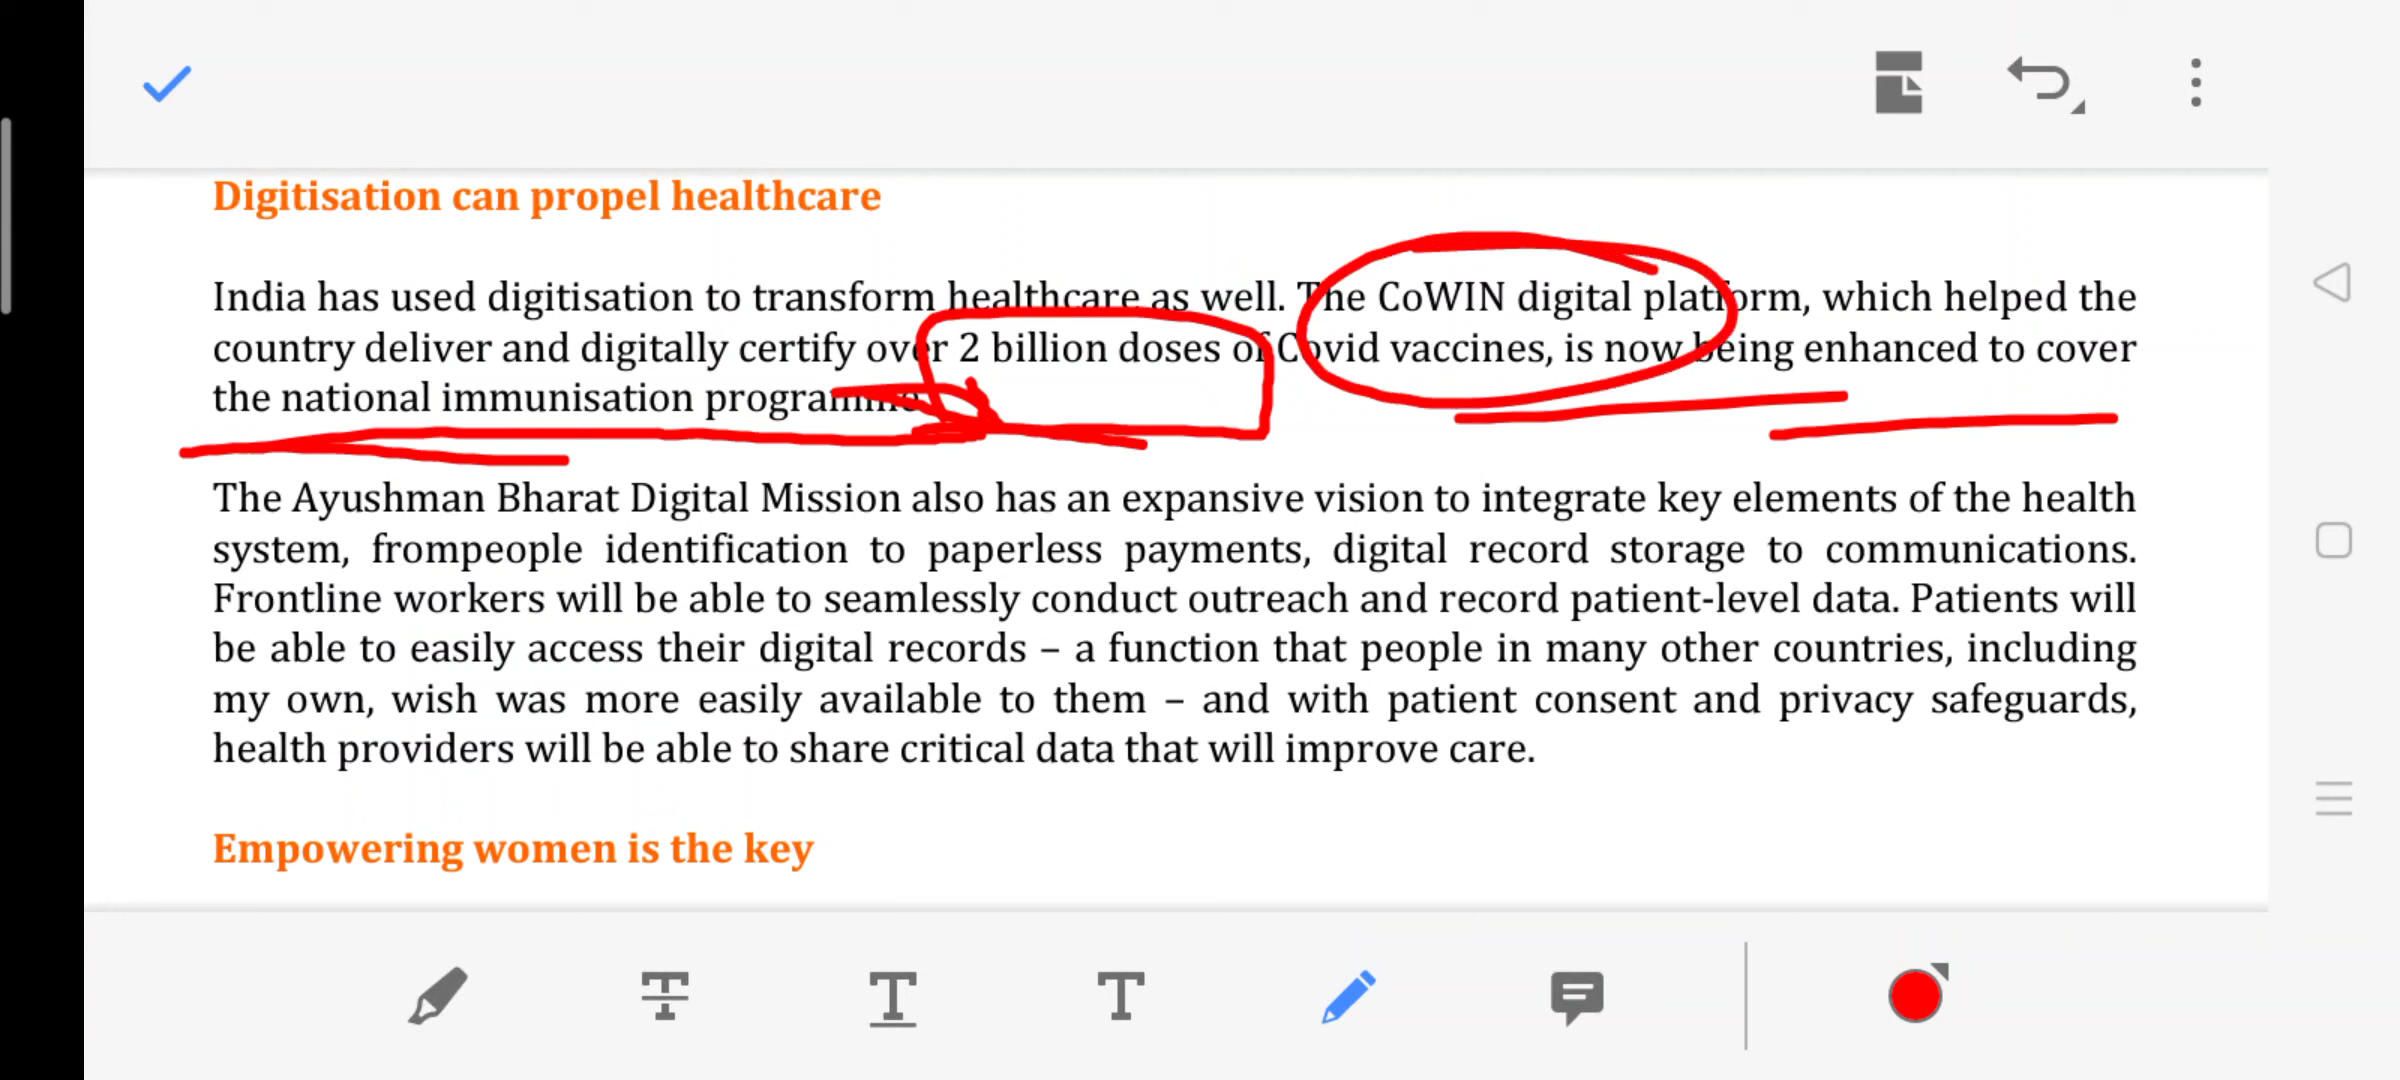 Digitisation can propel healthcare
India has used digitisation to transform healthcare as well. The CoWIN digital platform, which helped the
country deliver and digitally certify over 2 billion doses of Covid vaccines, is now being enhanced to cover
the national immunisation programme
The Ayushman Bharat Digital Mission also has an expansive vision to integrate key elements of the health
system, frompeople identification to paperless payments, digital record storage to communications.
Frontline workers will be able to seamlessly conduct outreach and record patient-level data. Patients will
be able to easily access their digital records – a function that people in many other countries, including
my own, wish was more easily available to them – and with patient consent and privacy safeguards,
health providers will be able to share critical data that will improve care.
Empowering women is the key